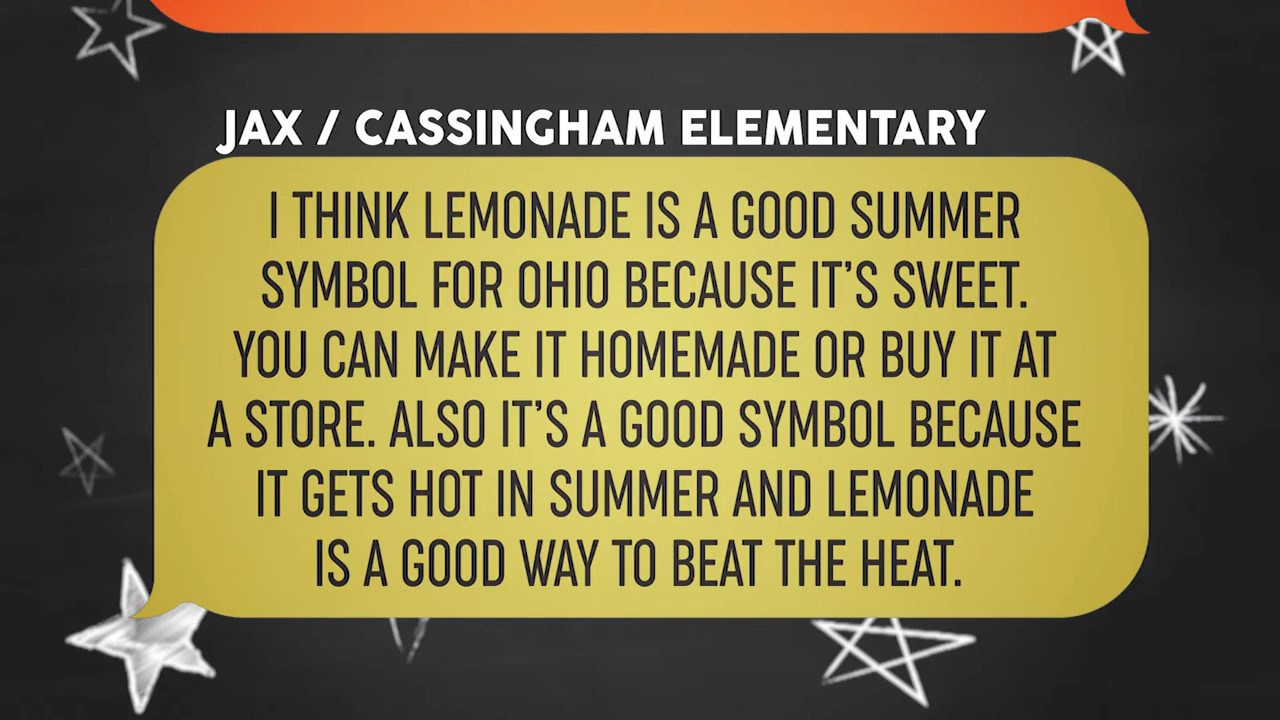 JAX / CASSINGHAM ELEMENTARY
I THINK LEMONADE IS A GOOD SUMMER
SYMBOL FOR OHIO BECAUSE IT’S SWEET.
YOU CAN MAKE IT HOMEMADE OR BUY IT AT
A STORE. ALSO IT’S A GOOD SYMBOL BECAUSE
IT GETS HOT IN SUMMER AND LEMONADE
IS A GOOD WAY TO BEAT THE HEAT.